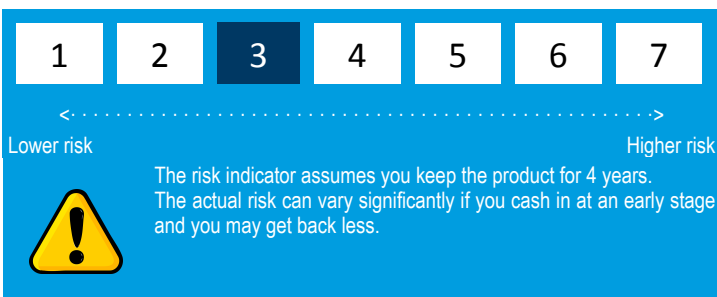 1 2 3 4 5 6 7
<·····················································>
Lower risk Higher risk
The risk indicator assumes you keep the product for 4 years.
The actual risk can vary significantly if you cash in at an early stage
and you may get back less.